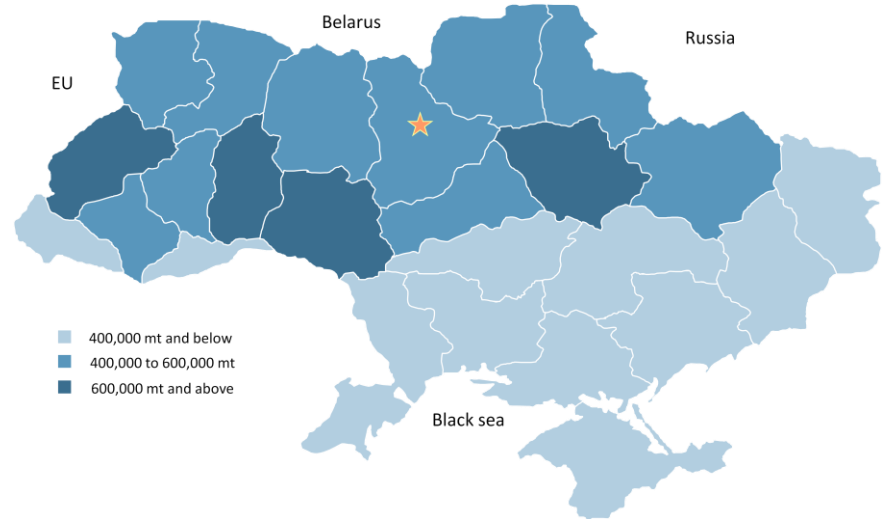 Belarus
Russia
EU
400,000 mt and below
400,000 to 600,000 mt
600,000 mt and above
Black sea